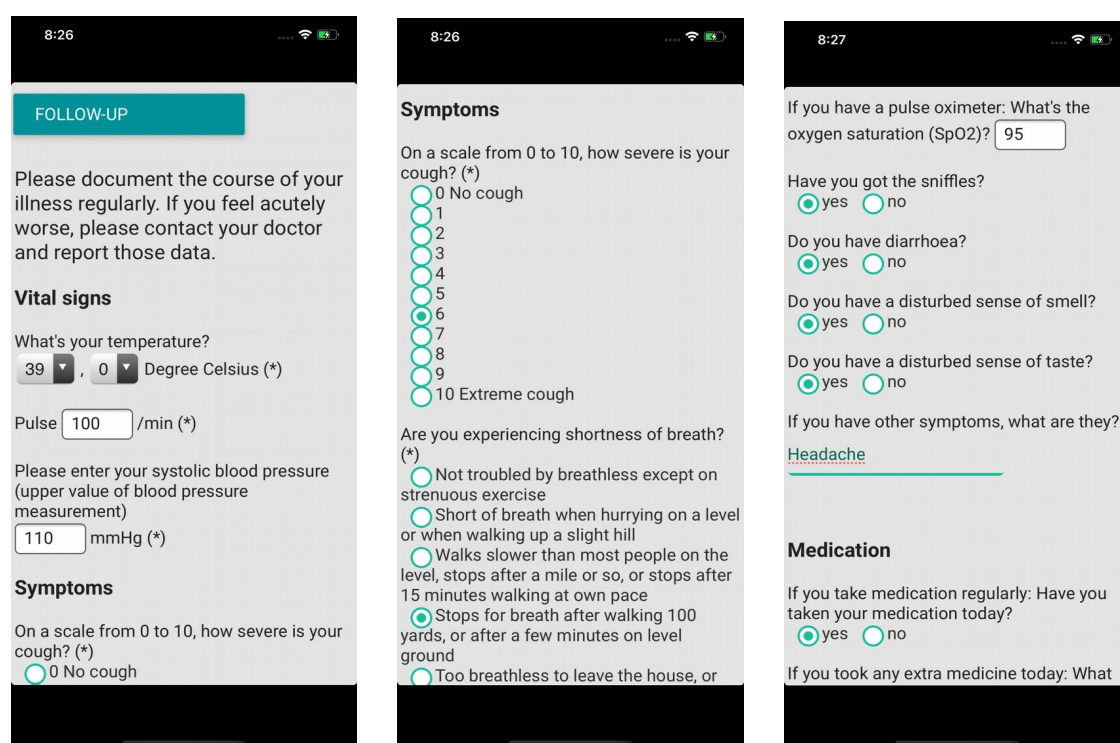 8:26
FOLLOW-UP
Please document the course of your
illness regularly. If you feel acutely
worse, please contact your doctor
and report those data.
Vital signs
What's your temperature?
39 , 0 Degree Celsius (*)
Pulse 100 /min (*)
Please enter your systolic blood pressure
(upper value of blood pressure
measurement)
110 mmHg (*)
Symptoms
On a scale from 0 to 10, how severe is your
cough? (*)
0 No cough
8:26
Symptoms
On a scale from 0 to 10, how severe is your
cough? (*)
0 No cough
1
2
3
4
5
6
7
8
9
10 Extreme cough
Are you experiencing shortness of breath?
(*)
Not troubled by breathless except on
strenuous exercise
Short of breath when hurrying on a level
or when walking up a slight hill
Walks slower than most people on the
level, stops after a mile or so, or stops after
15 minutes walking at own pace
Stops for breath after walking 100
yards, or after a few minutes on level
ground
Too breathless to leave the house, or
8:27
If you have a pulse oximeter: What's the
oxygen saturation (SpO2)? 95
Have you got the sniffles?
yes no
Do you have diarrhoea?
yes no
Do you have a disturbed sense of smell?
yes no
Do you have a disturbed sense of taste?
yes no
If you have other symptoms, what are they?
Headache
Medication
If you take medication regularly: Have you
taken your medication today?
yes no
If you took any extra medicine today: What